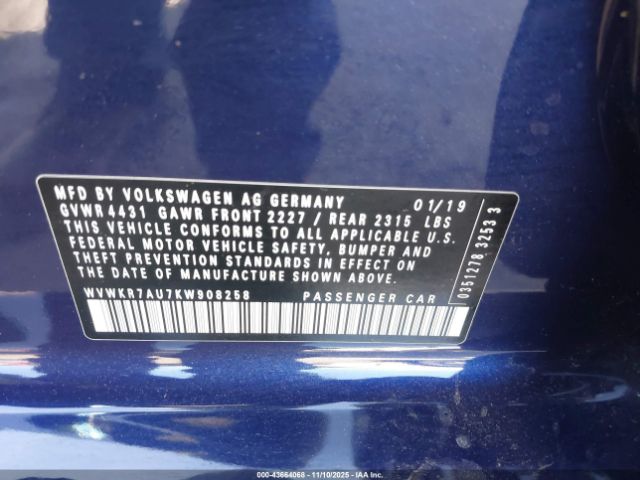 MFD BY VOLKSWAGEN AG GERMANY 01/19
GVWR 4431 GAWR FRONT 2227 / REAR 2315 LBS
THIS VEHICLE CONFORMS TO ALL APPLICABLE U.S.
FEDERAL MOTOR VEHICLE SAFETY, BUMPER AND
THEFT PREVENTION STANDARDS IN EFFECT ON
THE DATE OF MANUFACTURE SHOWN ABOVE.
WVWKR7AU7KW908258 PASSENGER CAR
0351278 3253 3
000-43664068 - 11/10/2025 - IAA Inc.